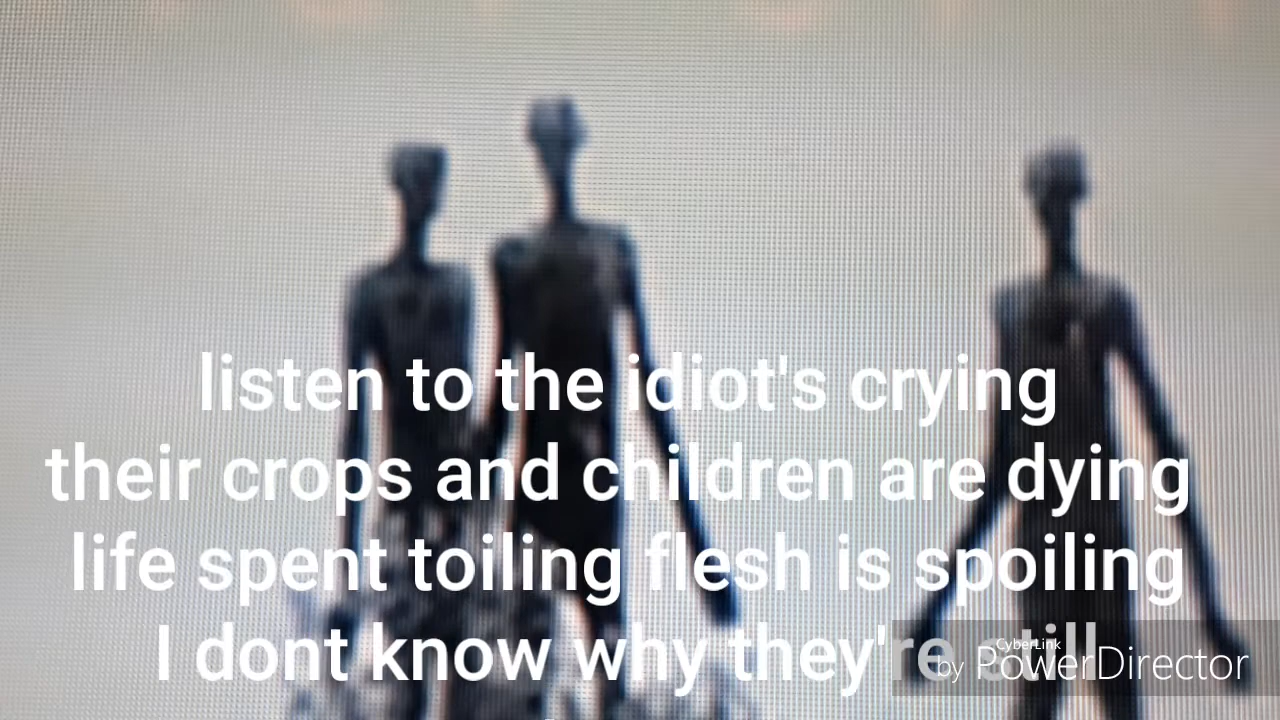 listen to the idiot's crying
their crops and children are dying
life spent toiling flesh is spoiling
I dont know why they're still
CyberLink
by PowerDirector